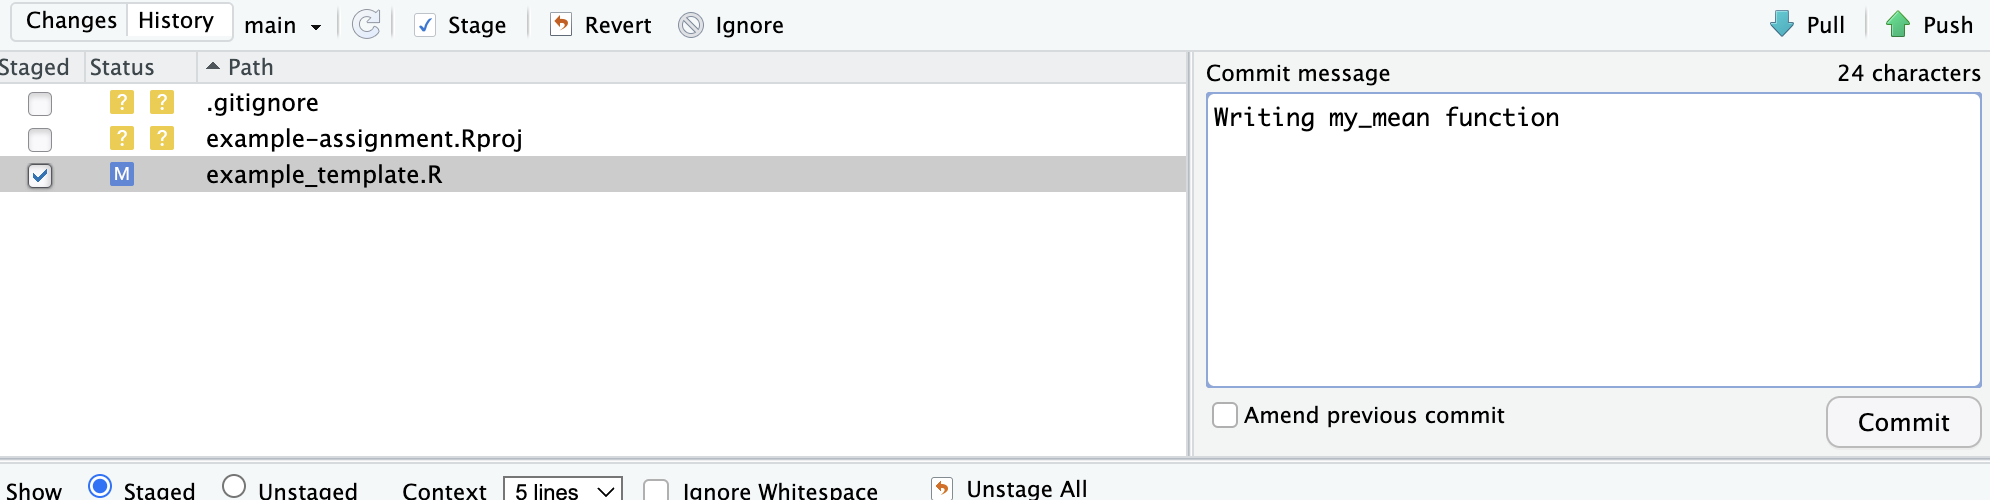 Changes History main Stage Revert Ignore Pull Push
Staged Status Path
Commit message 24 characters
? ? .gitignore
? ? example-assignment.Rproj
M example_template.R
Writing my_mean function
Amend previous commit
Commit
Show Staged Unstaged Context 5 lines Ignore Whitespace Unstage All